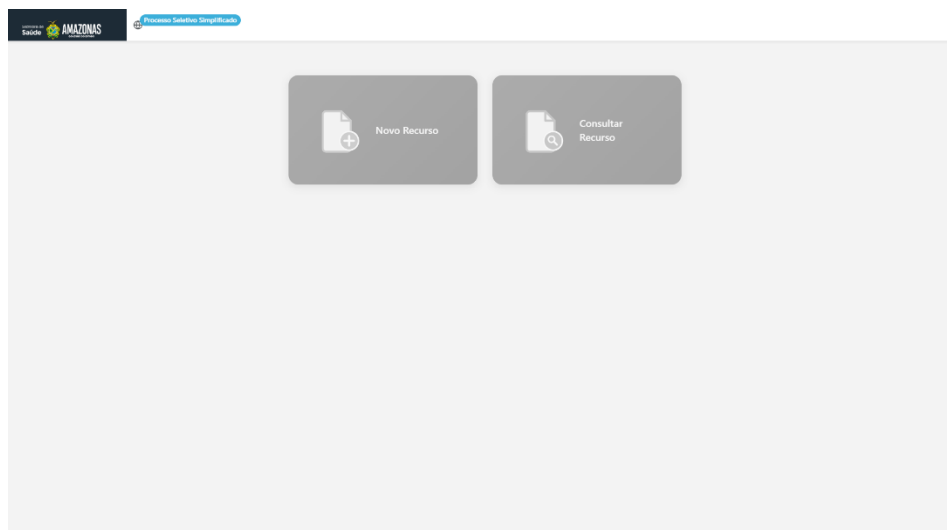 Saúde
AMAZONAS
Processo Seletivo Simplificado
Novo Recurso
Consultar
Recurso